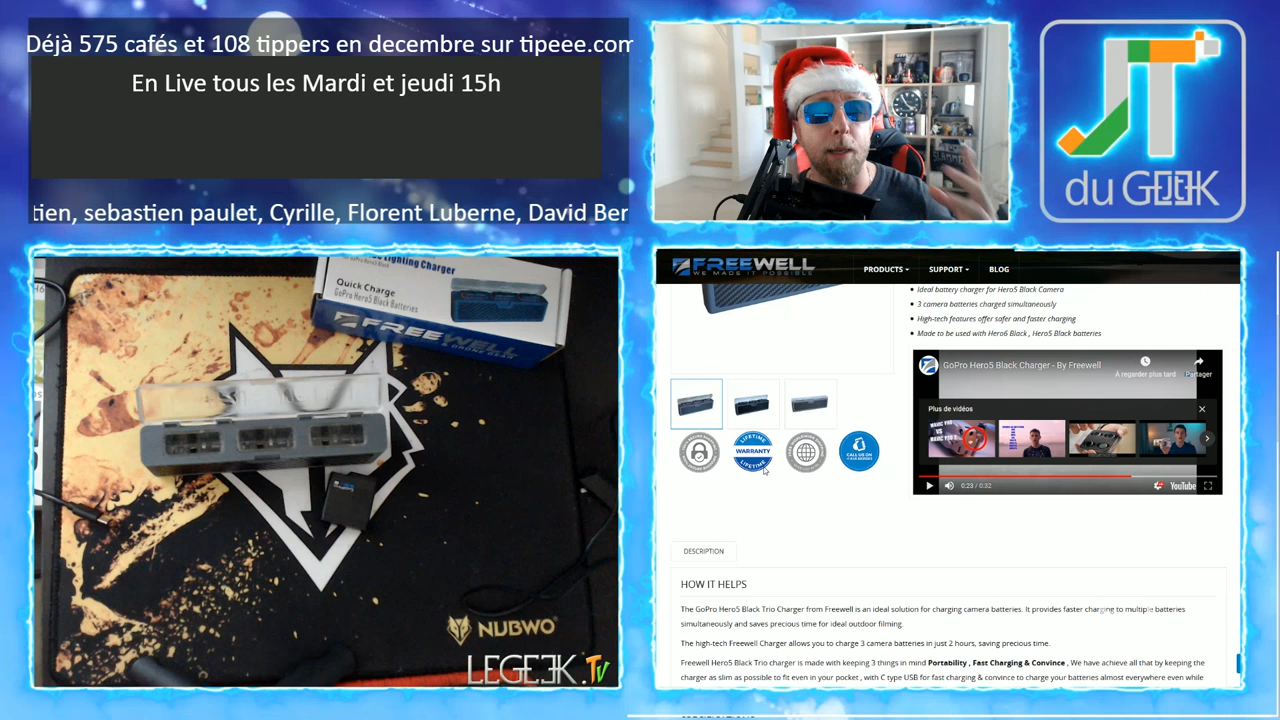 Déjà 575 cafés et 108 tippers en decembre sur tipeee.com
En Live tous les Mardi et jeudi 15h
tien, sebastien paulet, Cyrille, Florent Luberne, David Ber
JT
du GEEK
Lighting Charger
Quick Charge
GoPro Hero5 Black Batteries
FREEWELL
NUBWO
LEGEEK.Tv
FREEWELL
WE MADE IT POSSIBLE
PRODUCTS SUPPORT BLOG
Ideal battery charger for Hero5 Black Camera
3 camera batteries charged simultaneously
High-tech features offer safer and faster charging
Made to be used with Hero6 Black , Hero5 Black batteries
GoPro Hero5 Black Charger - By Freewell
À regarder plus tard
Partager
Plus de vidéos
LIFETIME
WARRANTY
LIFETIME
CALL US ON
0:23 / 0:32
YouTube
DESCRIPTION
HOW IT HELPS
The GoPro Hero5 Black Trio Charger from Freewell is an ideal solution for charging camera batteries. It provides faster charging to multiple batteries
simultaneously and saves precious time for ideal outdoor filming.
The high-tech Freewell Charger allows you to charge 3 camera batteries in just 2 hours, saving precious time.
Freewell Hero5 Black Trio charger is made with keeping 3 things in mind Portability , Fast Charging & Convince , We have achieve all that by keeping the
charger as slim as possible to fit even in your pocket , with C type USB for fast charging & convince to charge your batteries almost everywhere even while